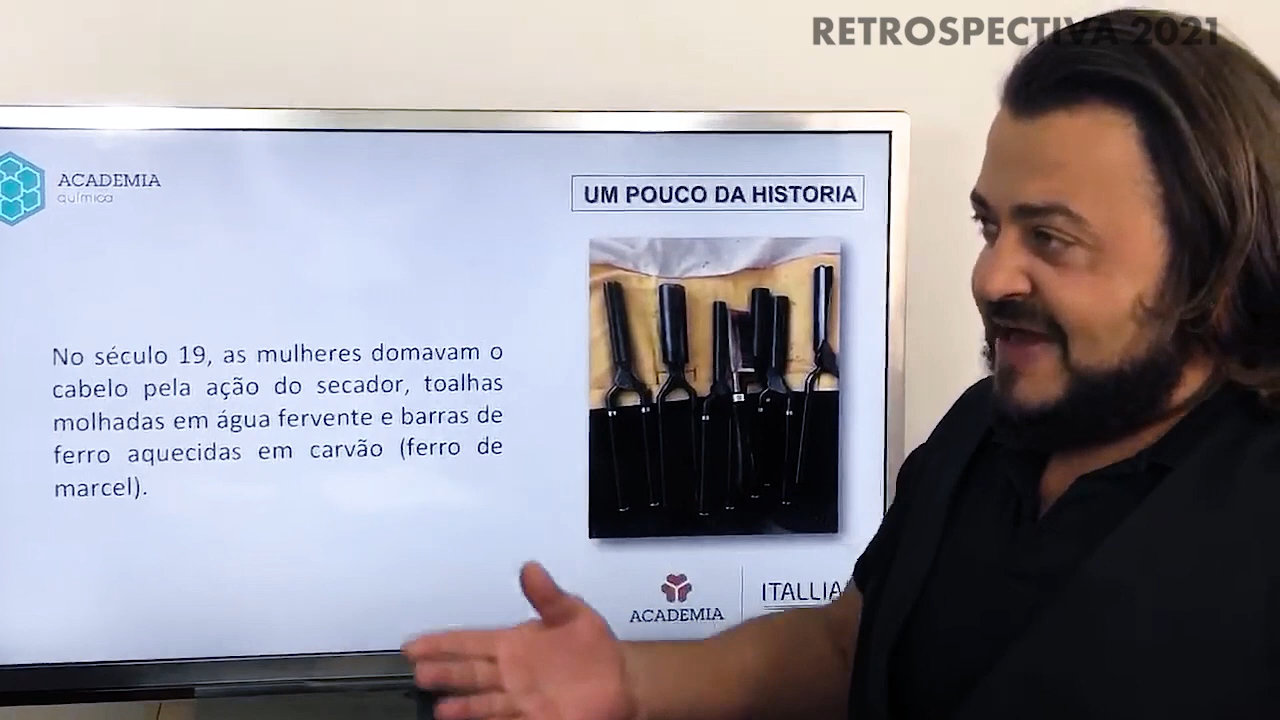 RETROSPECTIVA 2021
ACADEMIA
química
UM POUCO DA HISTORIA
No século 19, as mulheres domavam o
cabelo pela ação do secador, toalhas
molhadas em água fervente e barras de
ferro aquecidas em carvão (ferro de
marcel).
ACADEMIA
ITALLIA